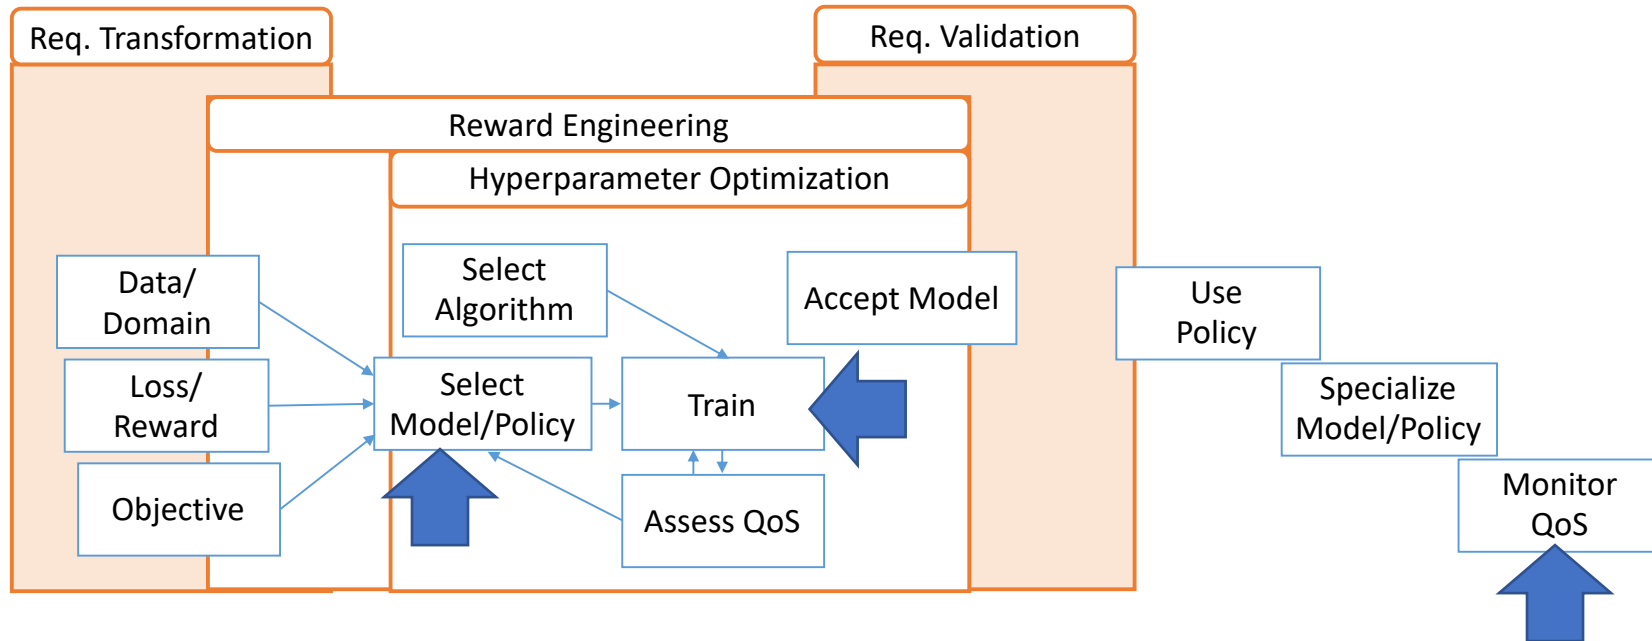 Req. Transformation
Req. Validation
Reward Engineering
Hyperparameter Optimization
Data/
Domain
Loss/
Reward
Objective
Select
Algorithm
Select
Model/Policy
Train
Assess QoS
Accept Model
Use
Policy
Specialize
Model/Policy
Monitor
QoS